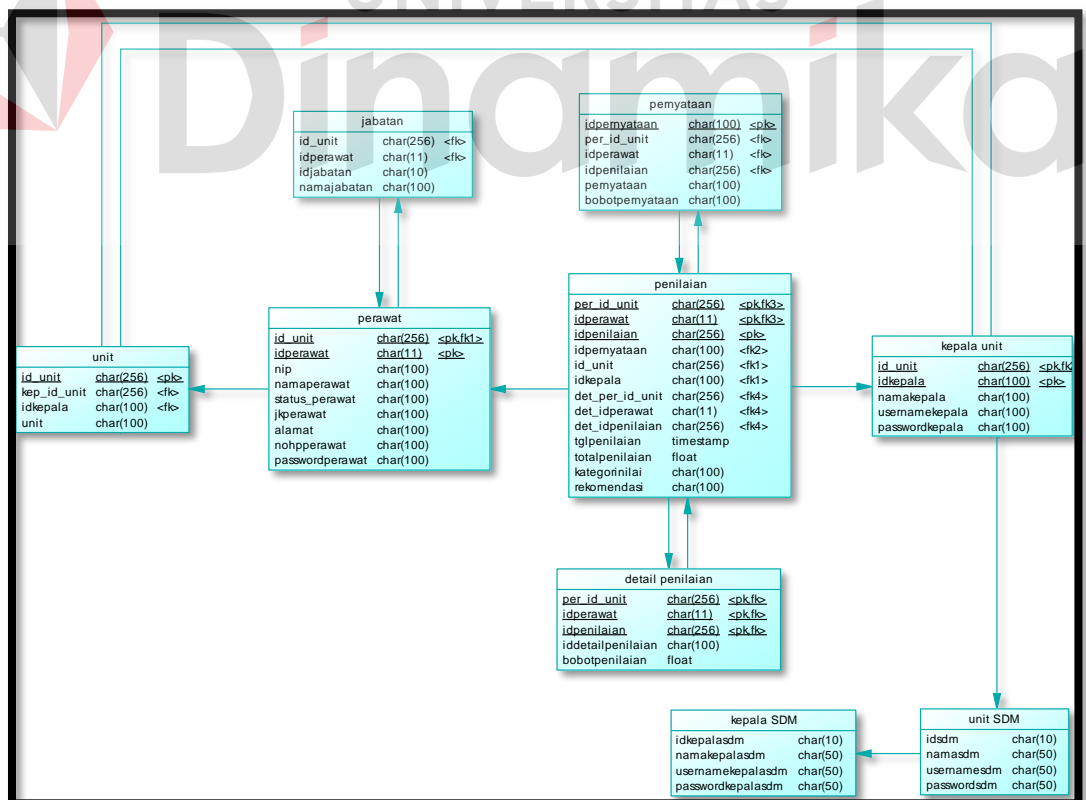 UNIVERSITAS
Dinamika
jabatan
id_unit char(256) <fk>
idperawat char(11) <fk>
idjabatan char(10)
namajabatan char(100)
pernyataan
idpernyataan char(100) <pk>
per_id_unit char(256) <fk>
idperawat char(11) <fk>
idpenilaian char(256) <fk>
pernyataan char(100)
bobotpernyataan char(100)
penilaian
per_id_unit char(256) <pk,fk3>
idperawat char(11) <pk,fk3>
idpenilaian char(256) <pk>
idpernyataan char(100) <fk2>
id_unit char(256) <fk1>
idkepala char(100) <fk1>
det_per_id_unit char(256) <fk4>
det_idperawat char(11) <fk4>
det_idpenilaian char(256) <fk4>
tglpenilaian timestamp
totalpenilaian float
kategorinilai char(100)
rekomendasi char(100)
perawat
id_unit char(256) <pk,fk1>
idperawat char(11) <pk>
nip char(100)
namaperawat char(100)
status_perawat char(100)
jkperawat char(100)
alamat char(100)
nohpperawat char(100)
passwordperawat char(100)
unit
id_unit char(256) <pk>
kep_id_unit char(256) <fk>
idkepala char(100) <fk>
unit char(100)
kepala unit
id_unit char(256) <pk,fk2
idkepala char(100) <pk>
namakepala char(100)
usernamekepala char(100)
passwordkepala char(100)
detail penilaian
per_id_unit char(256) <pk,fk>
idperawat char(11) <pk,fk>
idpenilaian char(256) <pk,fk>
iddetailpenilaian char(100)
bobotpenilaian float
kepala SDM
idkepalasdm char(10)
namakepalasdm char(50)
usernamekepalasdm char(50)
passwordkepalasdm char(50)
unit SDM
idsdm char(10)
namasdm char(50)
usernamesdm char(50)
passwordsdm char(50)